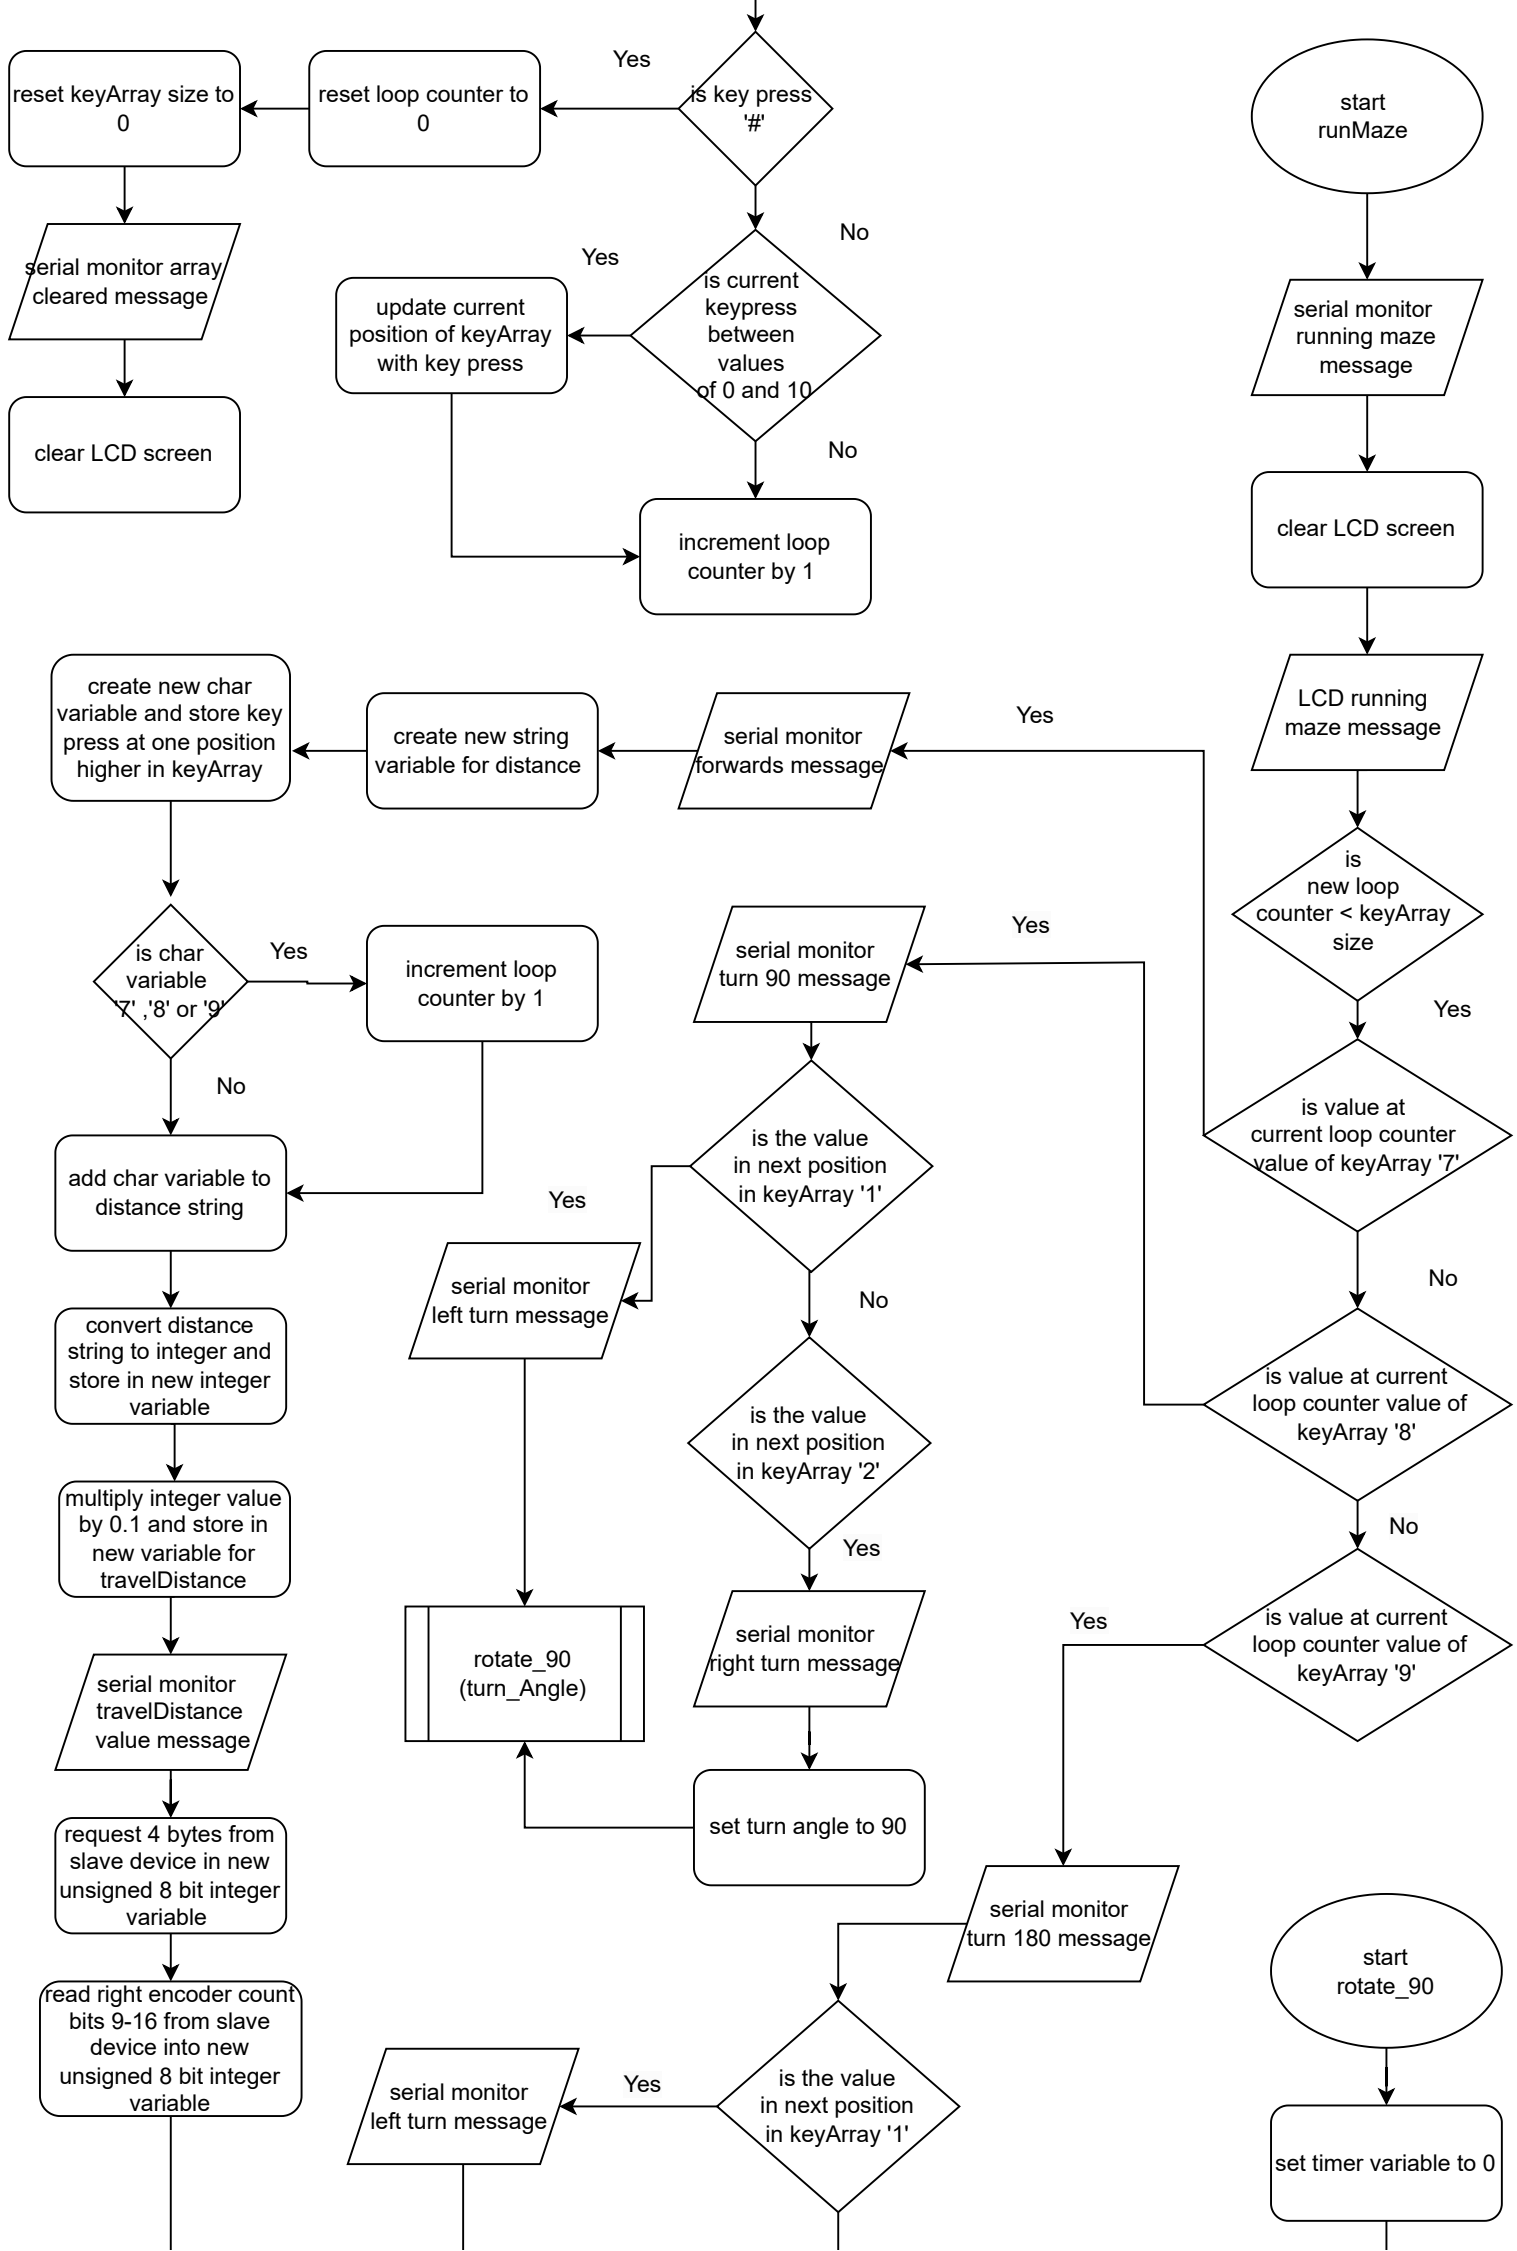 Yes
is key press
'#'
reset loop counter to
0
reset keyArray size to
0
serial monitor array
cleared message
clear LCD screen
No
is current
keypress
between
values
of 0 and 10
Yes
update current
position of keyArray
with key press
No
increment loop
counter by 1
start
runMaze
serial monitor
running maze
message
clear LCD screen
LCD running
maze message
is
new loop
counter < keyArray
size
Yes
is value at
current loop counter
value of keyArray '7'
Yes
serial monitor
forwards message
create new string
variable for distance
create new char
variable and store key
press at one position
higher in keyArray
is char
variable
'7' ,'8' or '9'
Yes
increment loop
counter by 1
No
add char variable to
distance string
convert distance
string to integer and
store in new integer
variable
multiply integer value
by 0.1 and store in
new variable for
travelDistance
serial monitor
travelDistance
value message
request 4 bytes from
slave device in new
unsigned 8 bit integer
variable
read right encoder count
bits 9-16 from slave
device into new
unsigned 8 bit integer
variable
No
is value at current
loop counter value of
keyArray '8'
Yes
serial monitor
turn 90 message
is the value
in next position
in keyArray '1'
Yes
serial monitor
left turn message
No
is the value
in next position
in keyArray '2'
Yes
serial monitor
right turn message
set turn angle to 90
rotate_90
(turn_Angle)
No
is value at current
loop counter value of
keyArray '9'
Yes
serial monitor
turn 180 message
is the value
in next position
in keyArray '1'
Yes
serial monitor
left turn message
start
rotate_90
set timer variable to 0